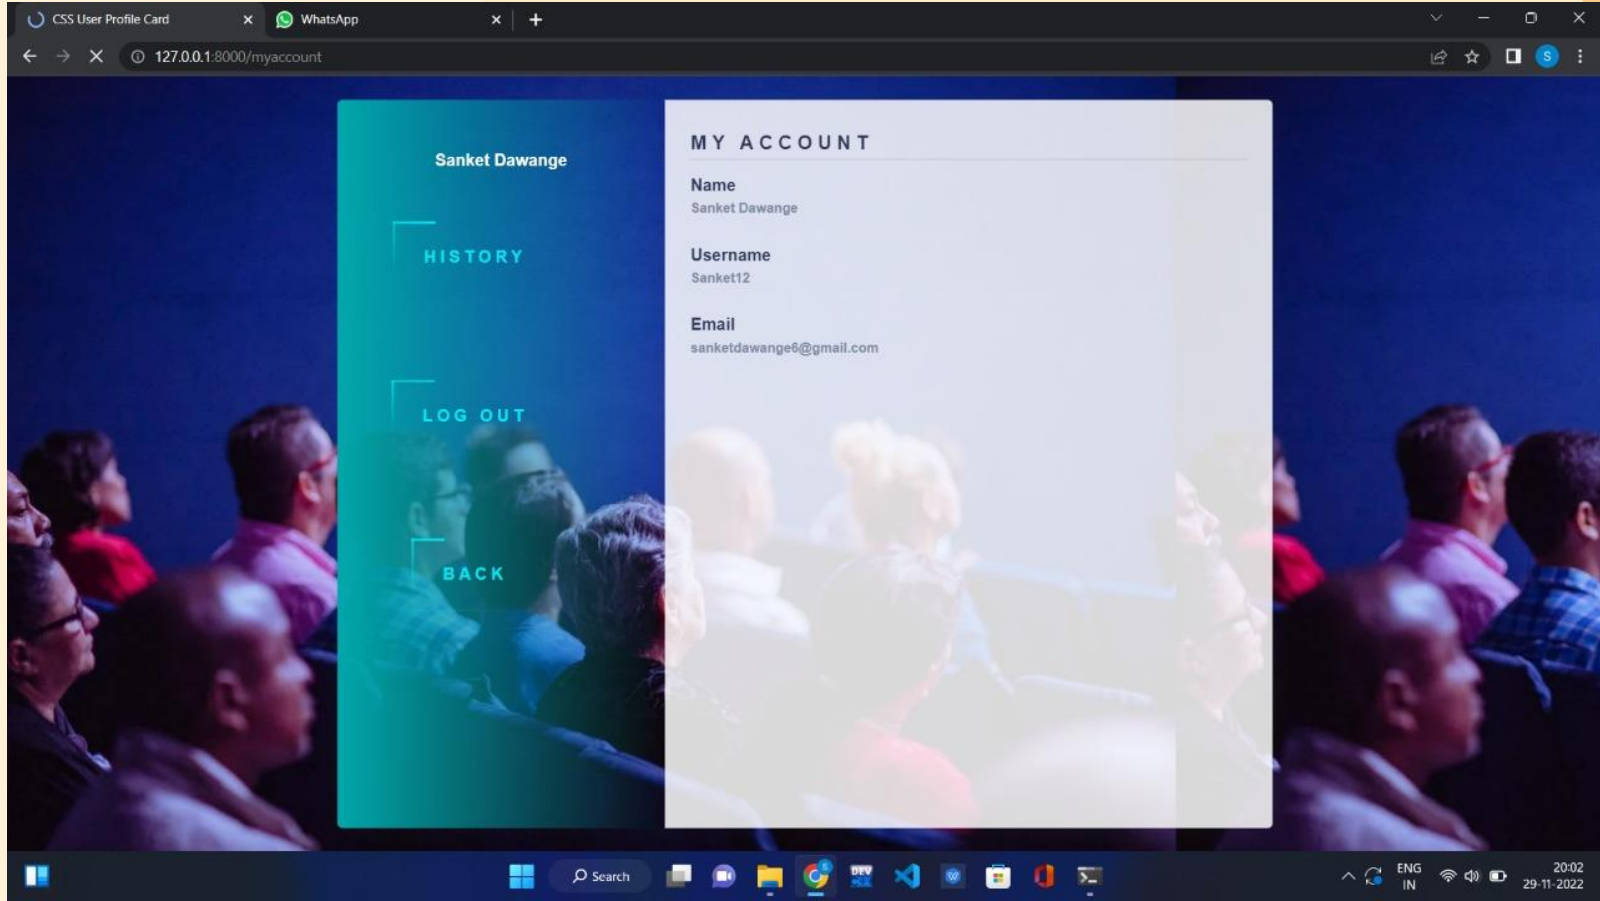 CSS User Profile Card
WhatsApp
127.0.0.1:8000/myaccount
S
Sanket Dawange
HISTORY
LOG OUT
BACK
MY ACCOUNT
Name
Sanket Dawange
Username
Sanket12
Email
sanketdawange6@gmail.com
Search
DEV
ENG
IN
20:02
29-11-2022